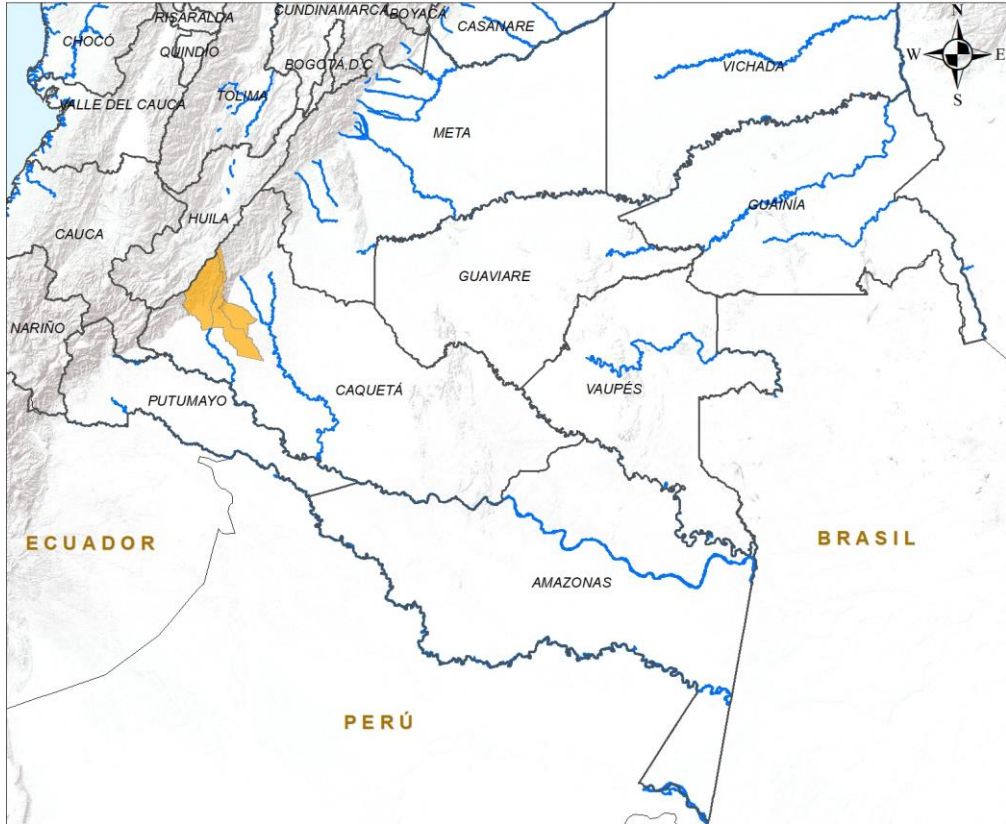 CUNDINAMARCA
RISARALDA
BOYACÁ
CASANARE
N
CHOCÓ
QUINDIO
BOGOTÁ D.C
VICHADA
W
E
S
VALLE DEL CAUCA
TOLIMA
META
GUAINÍA
HUILA
CAUCA
GUAVIARE
NARIÑO
CAQUETÁ
VAUPÉS
PUTUMAYO
ECUADOR
BRASIL
AMAZONAS
PERÚ